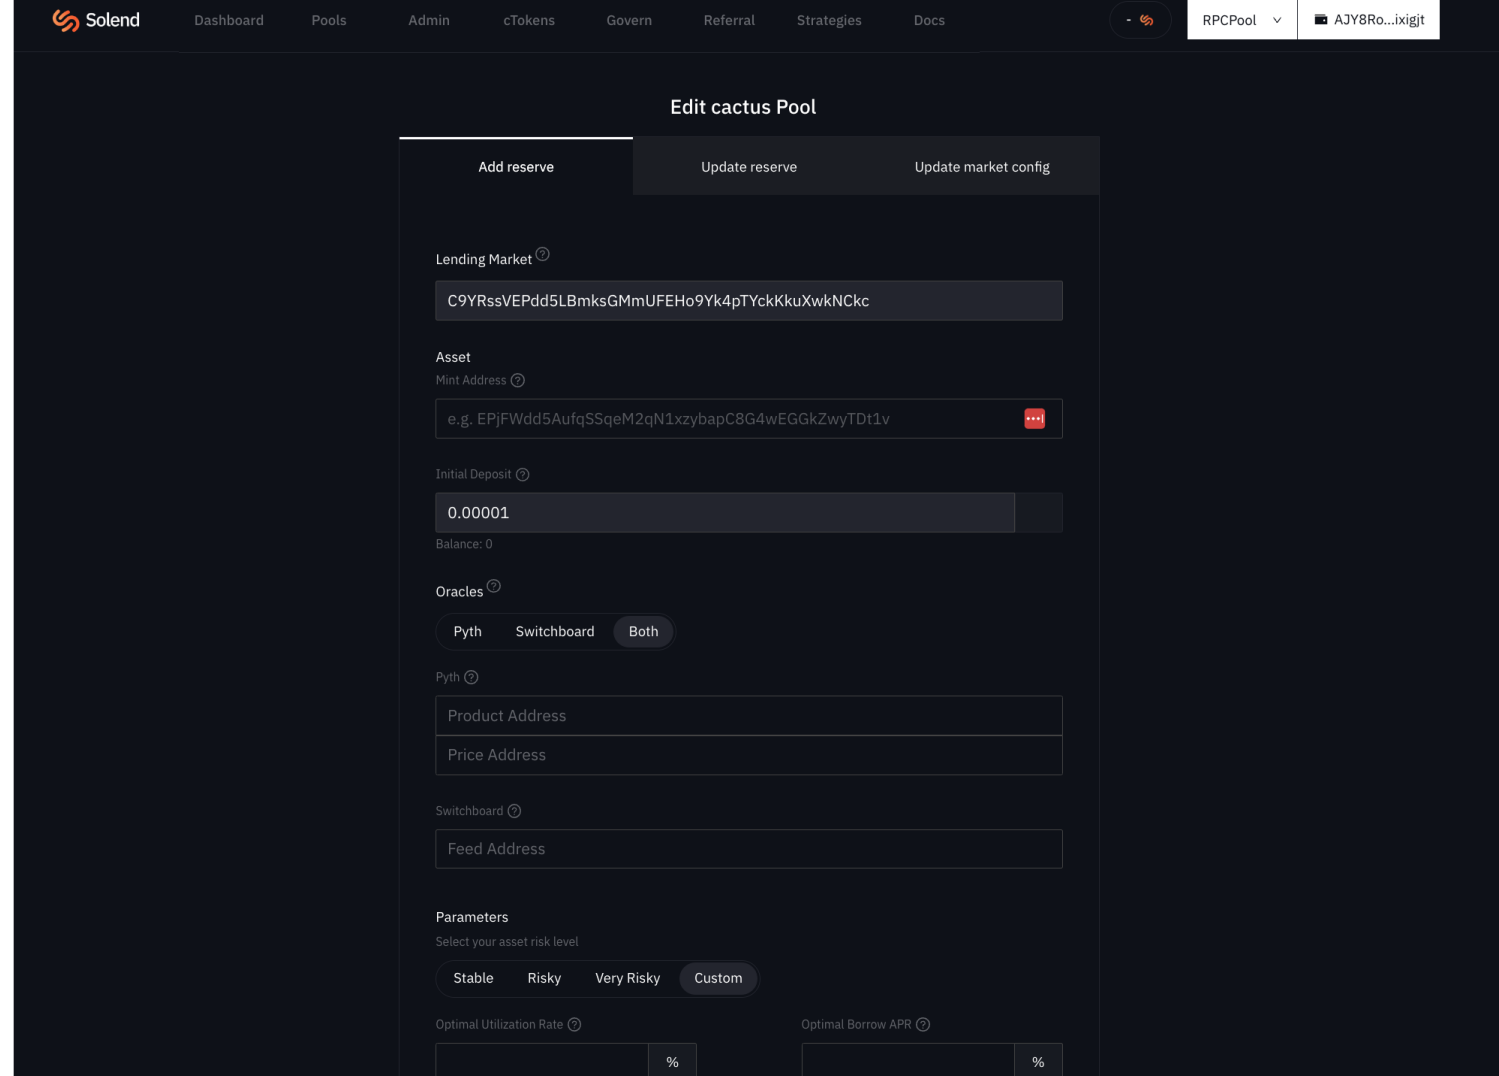 Solend Dashboard Pools Admin cTokens Govern Referral Strategies Docs - RPCPool AJY8Ro...ixigjt
Edit cactus Pool
Add reserve Update reserve Update market config
Lending Market
C9YRssVEPdd5LBmksGMmUFEHo9Yk4pTYckKkuXwkNCkc
Asset
Mint Address
e.g. EPjFWdd5AufqSSqeM2qN1xzybapC8G4wEGGkZwyTDt1v
Initial Deposit
0.00001
Balance: 0
Oracles
Pyth Switchboard Both
Pyth
Product Address
Price Address
Switchboard
Feed Address
Parameters
Select your asset risk level
Stable Risky Very Risky Custom
Optimal Utilization Rate Optimal Borrow APR
% %